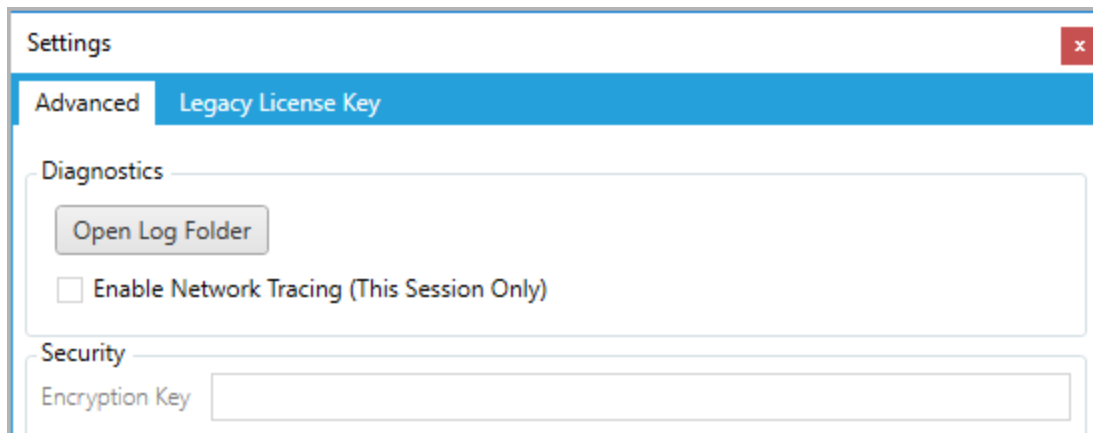 Settings
x
Advanced Legacy License Key
Diagnostics
Open Log Folder
Enable Network Tracing (This Session Only)
Security
Encryption Key